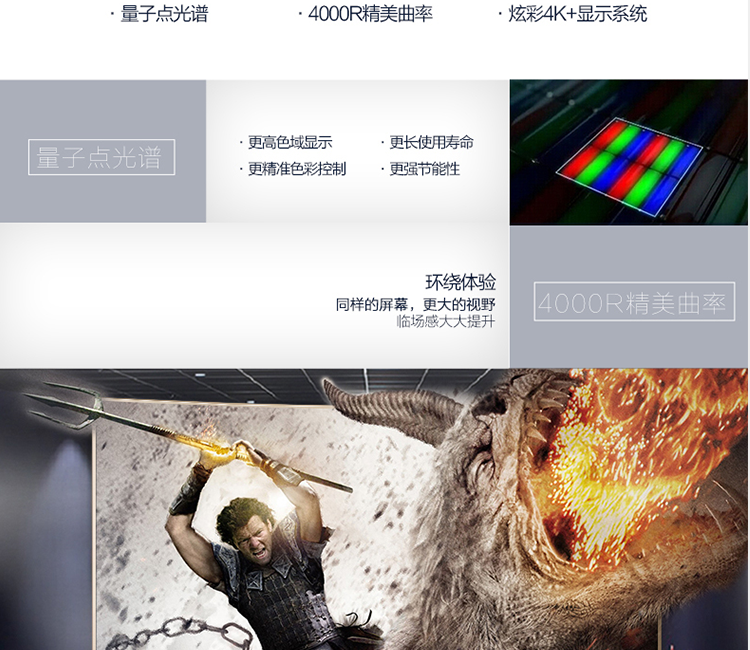 · 量子点光谱
· 4000R精美曲率
· 炫彩4K+显示系统
量子点光谱
· 更高色域显示
· 更长使用寿命
· 更精准色彩控制
· 更强节能性
环绕体验
同样的屏幕，更大的视野
临场感大大提升
4000R精美曲率